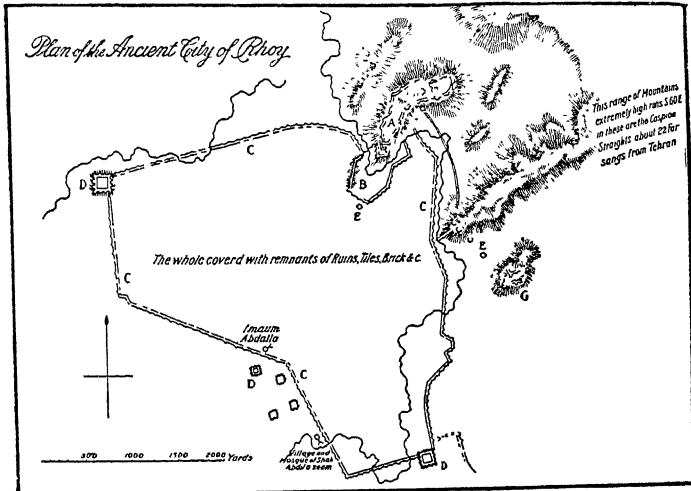 Plan of the Ancient City of Rhoy
This range of Mountains
extremely high runs S60E
in these are the Caspian
Straights about 22 far
sangs from Tehran
A
C
D
B
E
C
E
G
The whole coverd with remnants of Ruins, Tiles, Brick &c.
C
Imaum
Abdalla
D
C
Village and
Mosque of Shah
Abdul a zeem
D
500 1000 1500 2000 Yards